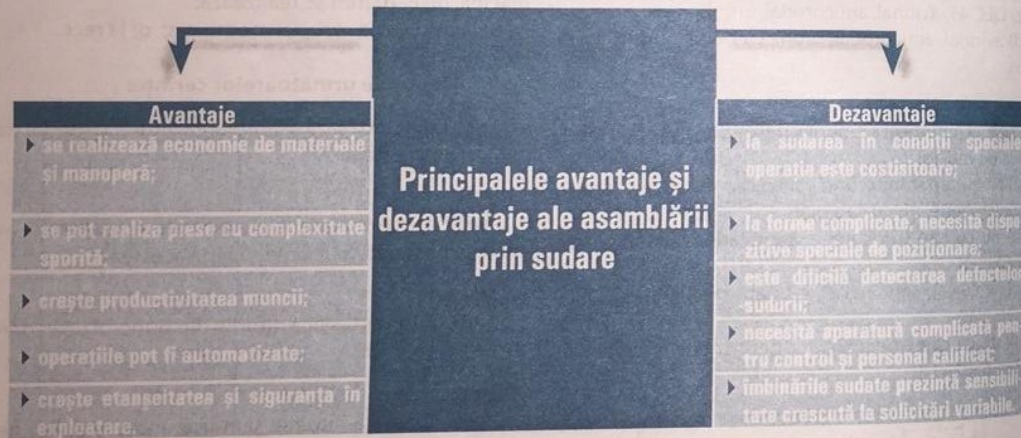 Avantaje
▶ se realizează economie de materiale
și manoperă;
▶ se pot realiza piese cu complexitate
sporită;
▶ crește productivitatea muncii;
▶ operațiile pot fi automatizate;
▶ crește etanșeitatea și siguranța în
exploatare.
Principalele avantaje și
dezavantaje ale asamblării
prin sudare
Dezavantaje
▶ la sudarea în condiții speciale
operația este costisitoare;
▶ la forme complicate, necesită dispo
zitive speciale de poziționare;
▶ este dificilă detectarea defectelor
sudurii;
▶ necesită aparatură complicată pen
tru control și personal calificat;
▶ îmbinările sudate prezintă sensibili
tate crescută la solicitări variabile.